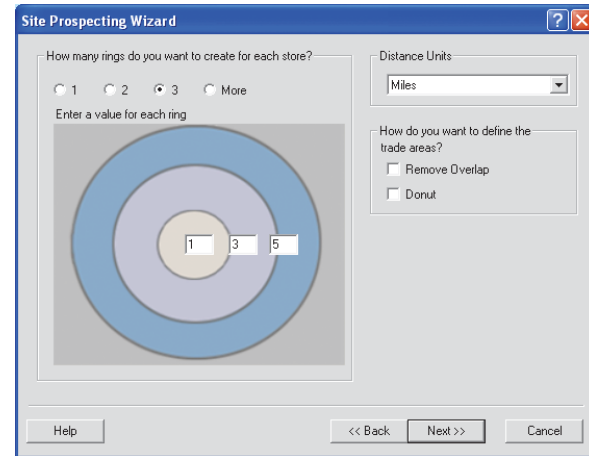 Site Prospecting Wizard
How many rings do you want to create for each store?
1 2 3 More
Enter a value for each ring
1 3 5
Distance Units
Miles
How do you want to define the
trade areas?
Remove Overlap
Donut
Help << Back Next >> Cancel